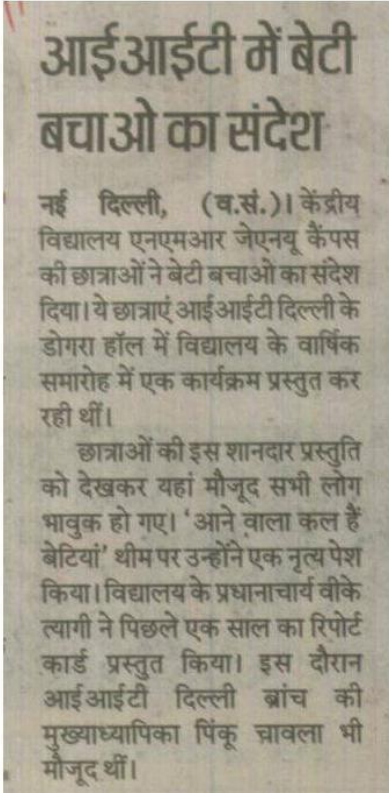 आईआईटी में बेटी
बचाओ का संदेश
नई दिल्ली, (व.सं.)। केंद्रीय
विद्यालय एनएमआर जेएनयू कैंपस
की छात्राओं ने बेटी बचाओ का संदेश
दिया। ये छात्राएं आईआईटी दिल्ली के
डोगरा हॉल में विद्यालय के वार्षिक
समारोह में एक कार्यक्रम प्रस्तुत कर
रही थीं।
छात्राओं की इस शानदार प्रस्तुति
को देखकर यहां मौजूद सभी लोग
भावुक हो गए। 'आने वाला कल हैं
बेटियां' थीम पर उन्होंने एक नृत्य पेश
किया। विद्यालय के प्रधानाचार्य वीके
त्यागी ने पिछले एक साल का रिपोर्ट
कार्ड प्रस्तुत किया। इस दौरान
आईआईटी दिल्ली ब्रांच की
मुख्याध्यापिका पिंकू चावला भी
मौजूद थीं।